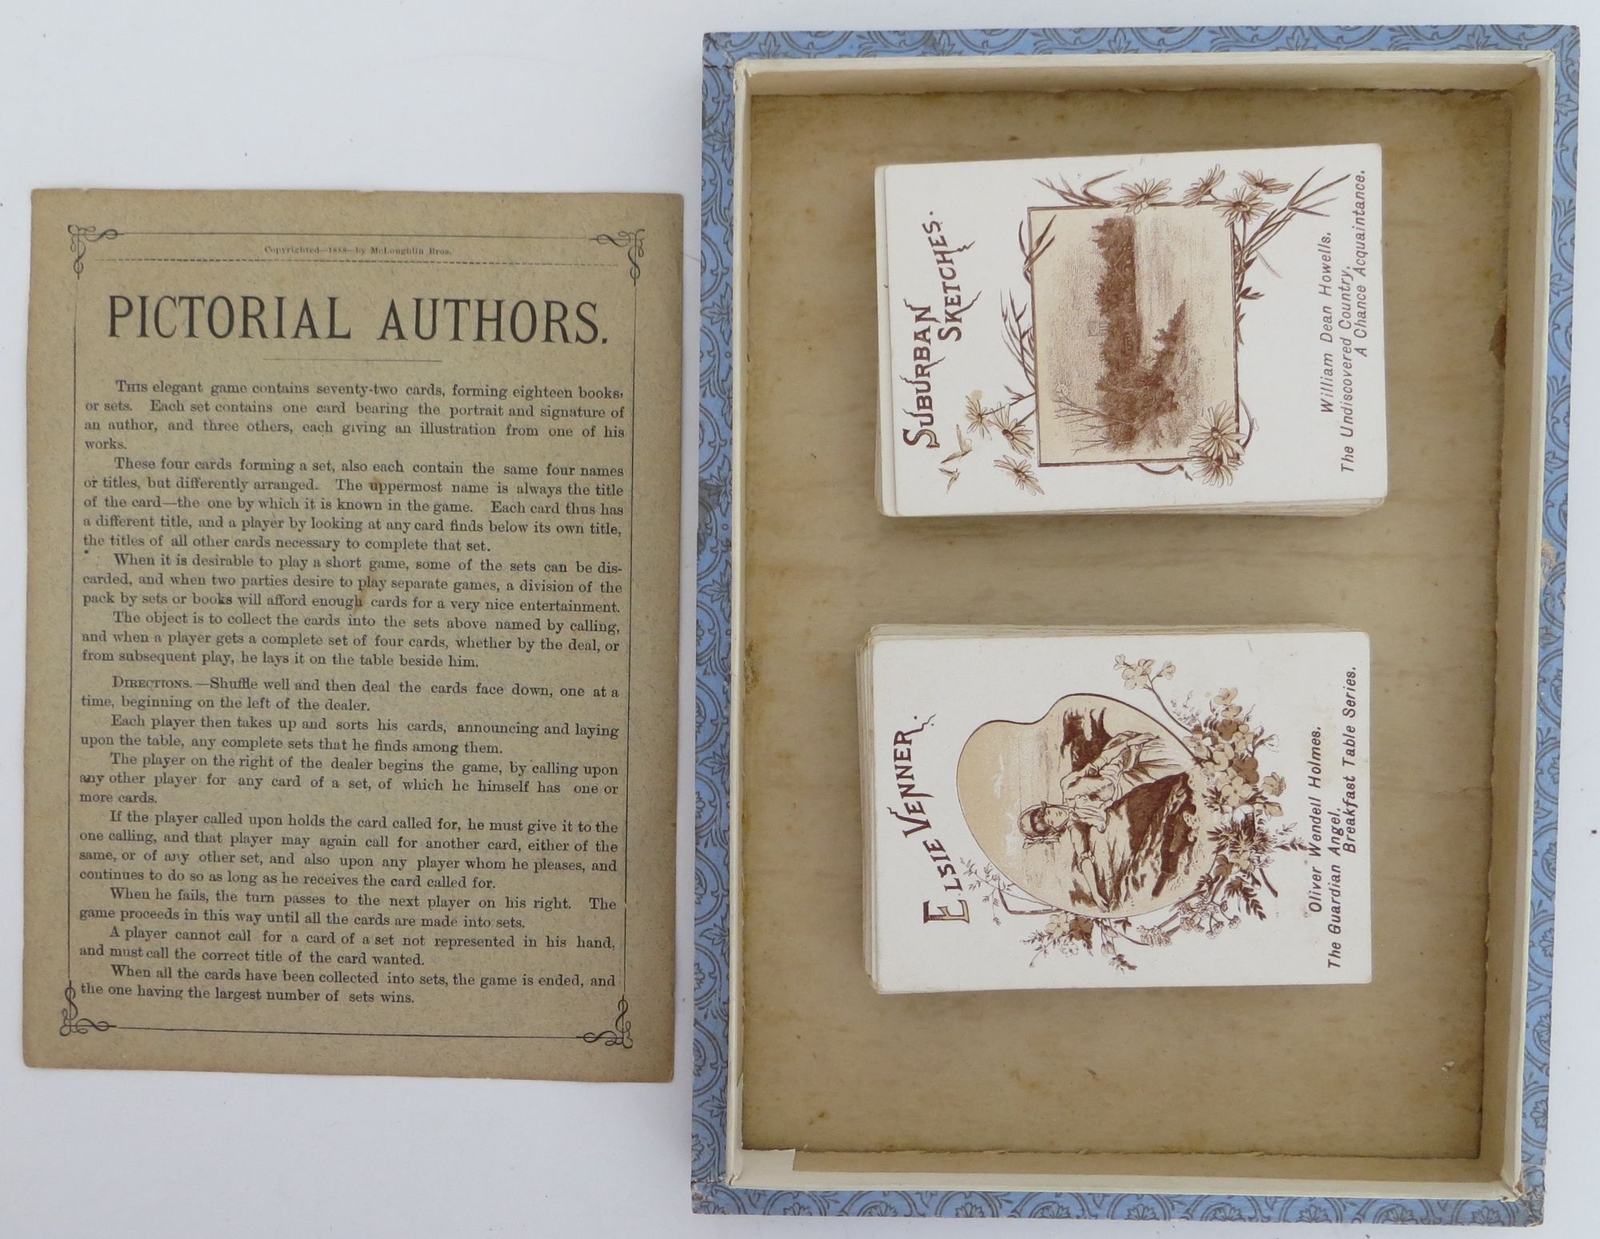 Copyrighted—1888—by McLoughlin Bros.
PICTORIAL AUTHORS.
This elegant game contains seventy-two cards, forming eighteen books,
or sets. Each set contains one card bearing the portrait and signature of
an author, and three others, each giving an illustration from one of his
works.
These four cards forming a set, also each contain the same four names
or titles, but differently arranged. The uppermost name is always the title
of the card—the one by which it is known in the game. Each card thus has
a different title, and a player by looking at any card finds below its own title,
the titles of all other cards necessary to complete that set.
When it is desirable to play a short game, some of the sets can be dis-
carded, and when two parties desire to play separate games, a division of the
pack by sets or books will afford enough cards for a very nice entertainment.
The object is to collect the cards into the sets above named by calling,
and when a player gets a complete set of four cards, whether by the deal, or
from subsequent play, he lays it on the table beside him.
Directions.—Shuffle well and then deal the cards face down, one at a
time, beginning on the left of the dealer.
Each player then takes up and sorts his cards, announcing and laying
upon the table, any complete sets that he finds among them.
The player on the right of the dealer begins the game, by calling upon
any other player for any card of a set, of which he himself has one or
more cards.
If the player called upon holds the card called for, he must give it to the
one calling, and that player may again call for another card, either of the
same, or of any other set, and also upon any player whom he pleases, and
continues to do so as long as he receives the card called for.
When he fails, the turn passes to the next player on his right. The
game proceeds in this way until all the cards are made into sets.
A player cannot call for a card of a set not represented in his hand,
and must call the correct title of the card wanted.
When all the cards have been collected into sets, the game is ended, and
the one having the largest number of sets wins.
SUBURBAN
SKETCHES.
William Dean Howells.
The Undiscovered Country.
A Chance Acquaintance.
ELSIE VENNER.
Oliver Wendell Holmes.
The Guardian Angel.
Breakfast Table Series.